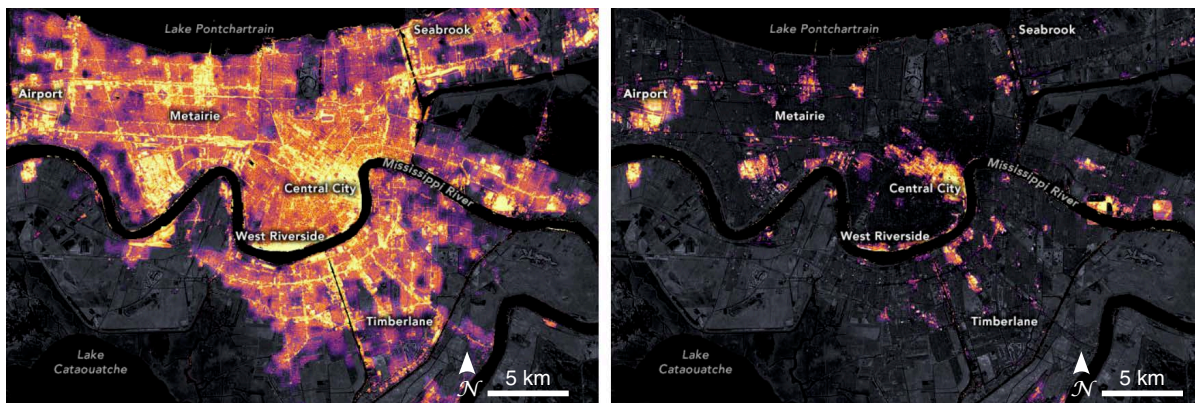 Lake Pontchartrain
Seabrook
Airport
Metairie
Mississippi River
Central City
West Riverside
Timberlane
Lake
Cataouatche
N
5 km
Lake Pontchartrain
Seabrook
Airport
Metairie
Mississippi River
Central City
West Riverside
Timberlane
Lake
Cataouatche
N
5 km